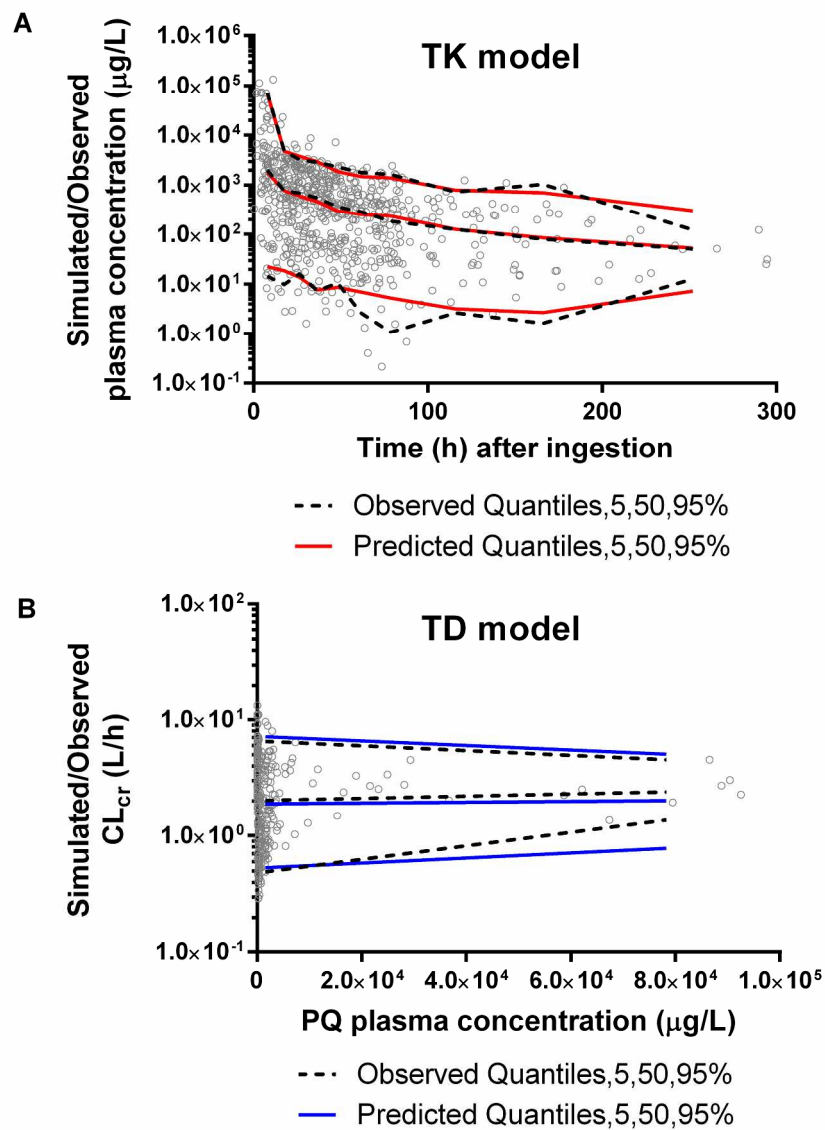 A
TK model
Simulated/Observed
plasma concentration (μg/L)
1.0×10⁶
1.0×10⁵
1.0×10⁴
1.0×10³
1.0×10²
1.0×10¹
1.0×10⁰
1.0×10⁻¹
0
100
200
300
Time (h) after ingestion
Observed Quantiles,5,50,95%
Predicted Quantiles,5,50,95%
B
TD model
Simulated/Observed
CLcr (L/h)
1.0×10²
1.0×10¹
1.0×10⁰
1.0×10⁻¹
0
2.0×10⁴
4.0×10⁴
6.0×10⁴
8.0×10⁴
1.0×10⁵
PQ plasma concentration (μg/L)
Observed Quantiles,5,50,95%
Predicted Quantiles,5,50,95%